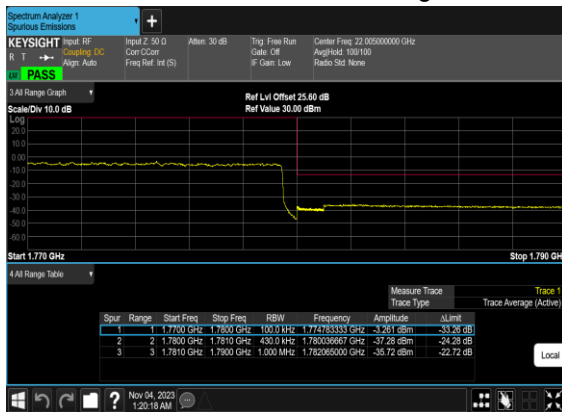 Spectrum Analyzer 1
Spurious Emissions
KEYSIGHT Input: RF Input Z: 50 Ω Atten: 30 dB Trig: Free Run Center Freq: 22.005000000 GHz
R T Coupling: DC Corr CCorr Gate: Off Avg|Hold: 100/100
Align: Auto Freq Ref: Int (S) IF Gain: Low Radio Std: None
PASS
3 All Range Graph
Ref Lvl Offset 25.60 dB
Scale/Div 10.0 dB Ref Value 30.00 dBm
Log
20.0
10.0
0.00
-10.0
-20.0
-30.0
-40.0
-50.0
-60.0
Start 1.770 GHz Stop 1.790 GH
4 All Range Table
Measure Trace Trace 1
Trace Type Trace Average (Active)
Spur Range Start Freq Stop Freq RBW Frequency Amplitude ΔLimit
1 1 1.7700 GHz 1.7800 GHz 100.0 kHz 1.774783333 GHz -3.261 dBm -33.26 dB
2 2 1.7800 GHz 1.7810 GHz 430.0 kHz 1.780036667 GHz -37.28 dBm -24.28 dB
3 3 1.7810 GHz 1.7900 GHz 1.000 MHz 1.782065000 GHz -35.72 dBm -22.72 dB
Local
Nov 04, 2023
1:20:18 AM